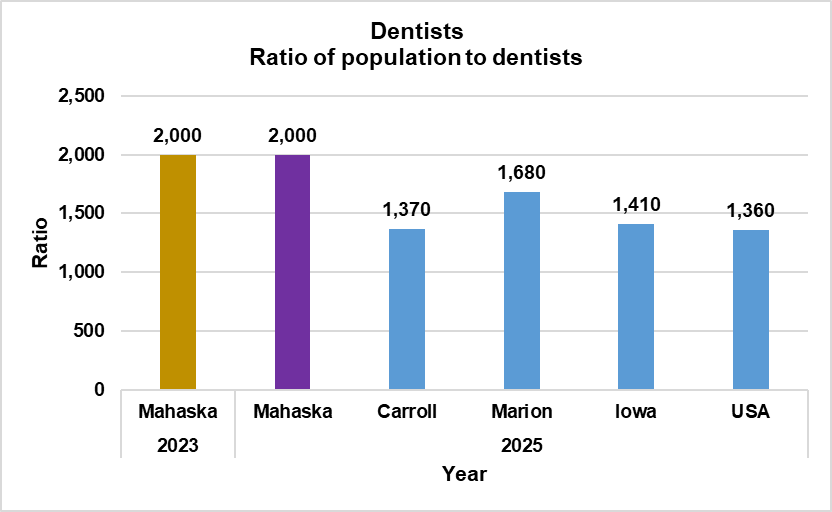 Dentists
Ratio of population to dentists
2,500
2,000
1,500
1,000
500
0
Ratio
2,000
2,000
1,370
1,680
1,410
1,360
Mahaska
Mahaska
Carroll
Marion
Iowa
USA
2023
2025
Year